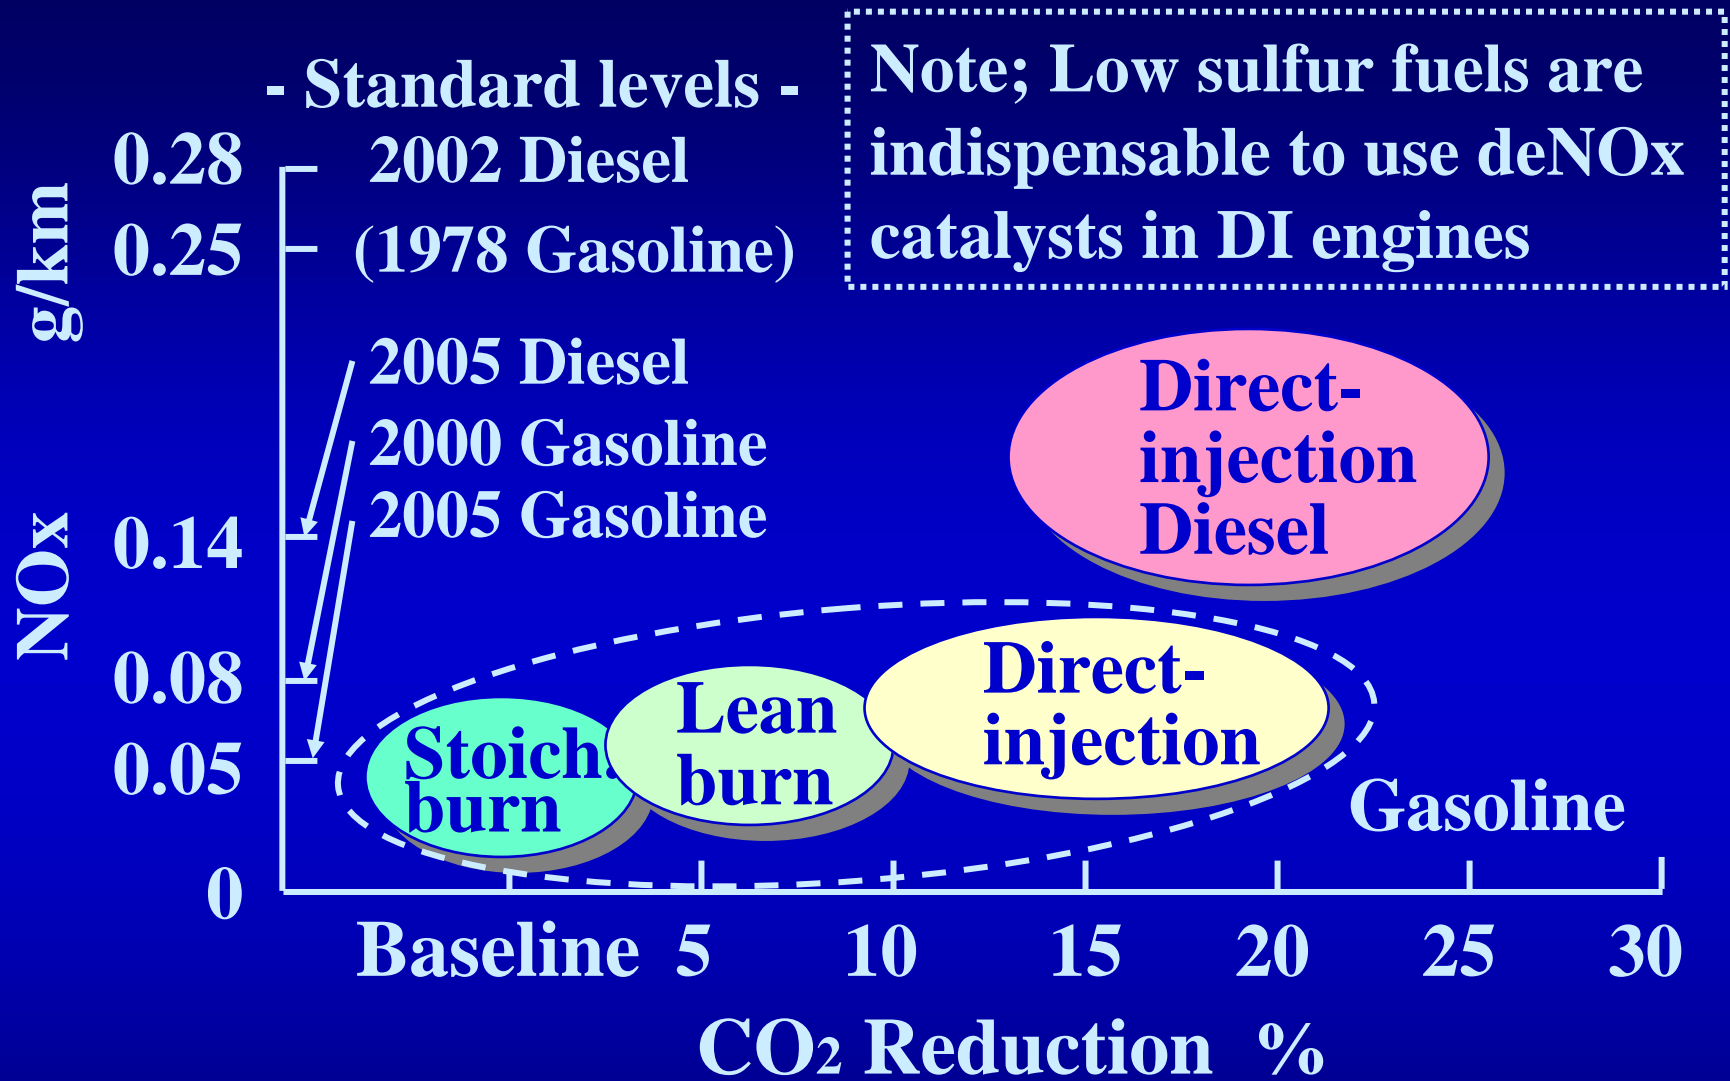 - Standard levels -
Note; Low sulfur fuels are
indispensable to use deNOx
catalysts in DI engines
0.28
2002 Diesel
0.25
(1978 Gasoline)
2005 Diesel
2000 Gasoline
2005 Gasoline
0.14
0.08
0.05
0
NOx g/km
Direct-
injection
Diesel
Direct-
injection
Lean
burn
Stoich.
burn
Gasoline
Baseline 5 10 15 20 25 30
CO2 Reduction %